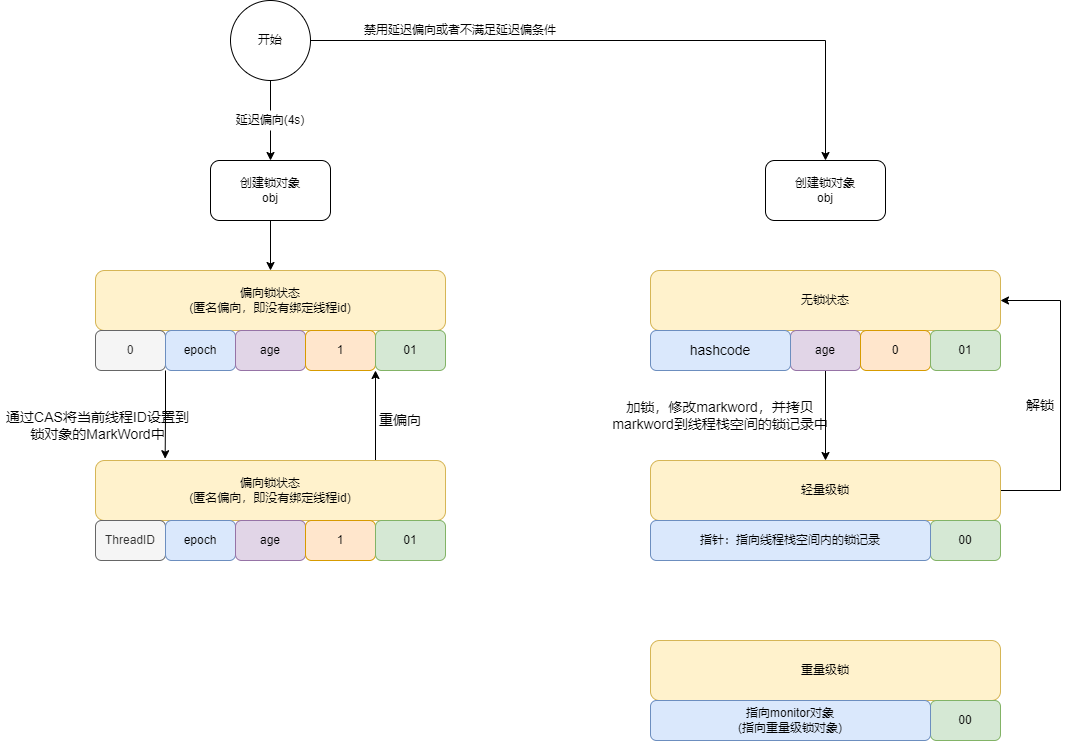 开始
禁用延迟偏向或者不满足延迟偏条件
延迟偏向(4s)
创建锁对象
obj
创建锁对象
obj
偏向锁状态
(匿名偏向，即没有绑定线程id)
0
epoch
age
1
01
无锁状态
hashcode
age
0
01
通过CAS将当前线程ID设置到
锁对象的MarkWord中
重偏向
加锁，修改markword，并拷贝
markword到线程栈空间的锁记录中
解锁
偏向锁状态
(匿名偏向，即没有绑定线程id)
ThreadID
epoch
age
1
01
轻量级锁
指针：指向线程栈空间内的锁记录
00
重量级锁
指向monitor对象
(指向重量级锁对象)
00